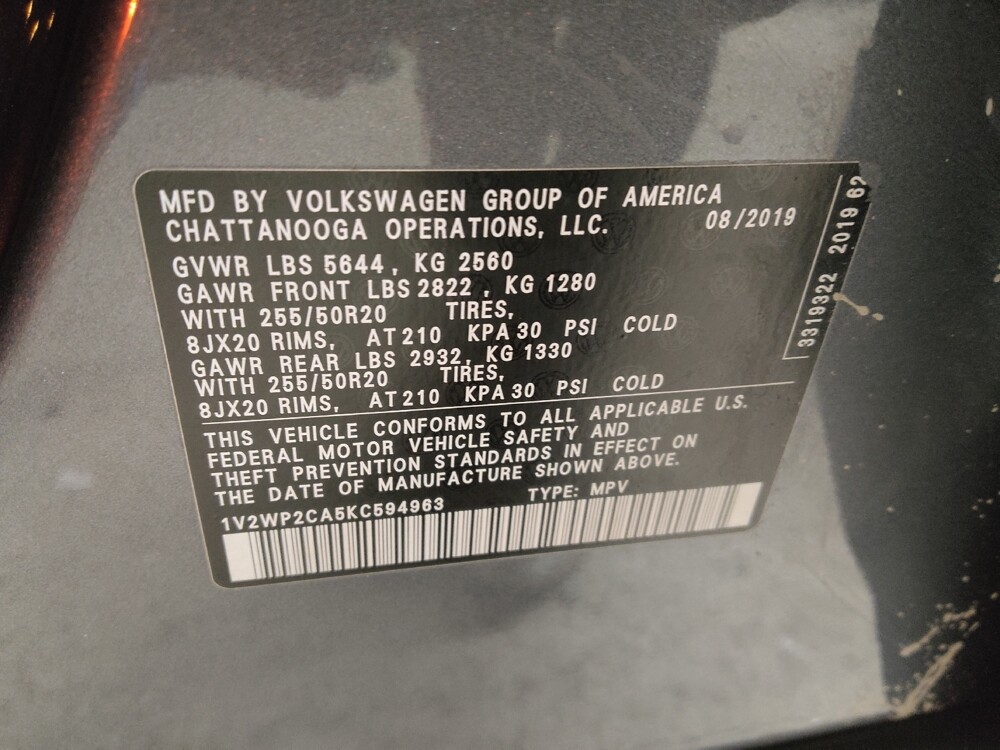 MFD BY VOLKSWAGEN GROUP OF AMERICA
CHATTANOOGA OPERATIONS, LLC. 08/2019
GVWR LBS 5644, KG 2560
GAWR FRONT LBS 2822, KG 1280
WITH 255/50R20 TIRES,
8JX20 RIMS, AT 210 KPA 30 PSI COLD
GAWR REAR LBS 2932, KG 1330
WITH 255/50R20 TIRES,
8JX20 RIMS, AT 210 KPA 30 PSI COLD
THIS VEHICLE CONFORMS TO ALL APPLICABLE U.S.
FEDERAL MOTOR VEHICLE SAFETY AND
THEFT PREVENTION STANDARDS IN EFFECT ON
THE DATE OF MANUFACTURE SHOWN ABOVE.
1V2WP2CA5KC594963 TYPE: MPV
3319322 2019 62